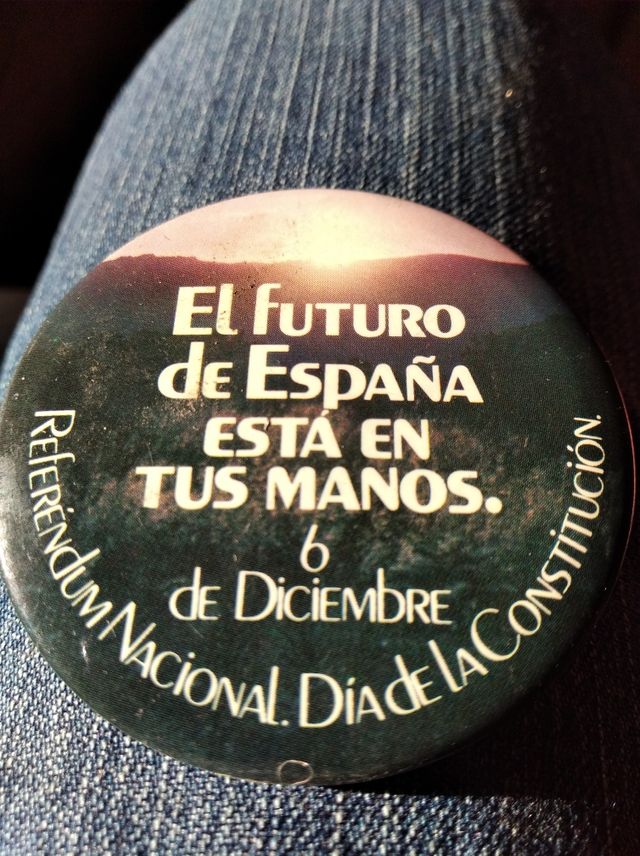 El futuro
de España
está en
tus manos.
6
de Diciembre
Referéndum Nacional. Día de la Constitución.